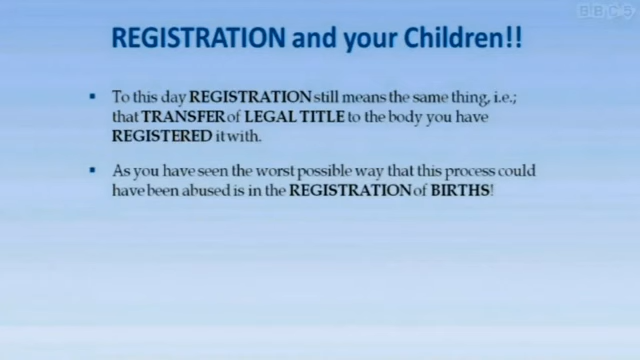 BBC5
REGISTRATION and your Children!!
To this day REGISTRATION still means the same thing, i.e.;
that TRANSFER of LEGAL TITLE to the body you have
REGISTERED it with.
As you have seen the worst possible way that this process could
have been abused is in the REGISTRATION of BIRTHS!